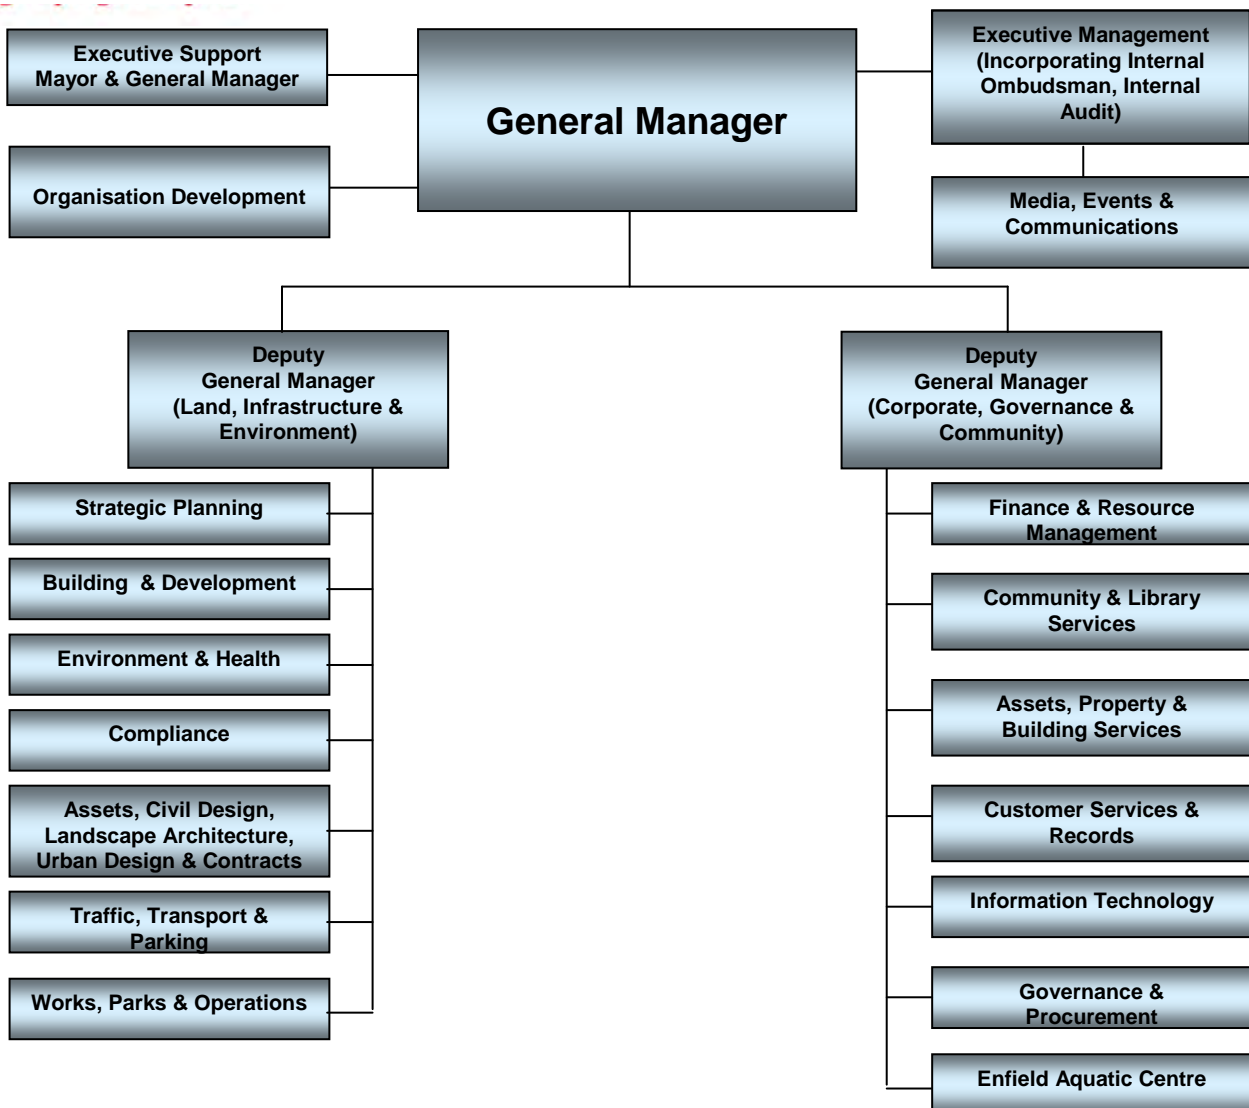 Executive Support
Mayor & General Manager
General Manager
Executive Management
(Incorporating Internal
Ombudsman, Internal
Audit)
Organisation Development
Media, Events &
Communications
Deputy
General Manager
(Land, Infrastructure &
Environment)
Deputy
General Manager
(Corporate, Governance &
Community)
Strategic Planning
Building & Development
Environment & Health
Compliance
Assets, Civil Design,
Landscape Architecture,
Urban Design & Contracts
Traffic, Transport &
Parking
Works, Parks & Operations
Finance & Resource
Management
Community & Library
Services
Assets, Property &
Building Services
Customer Services &
Records
Information Technology
Governance &
Procurement
Enfield Aquatic Centre